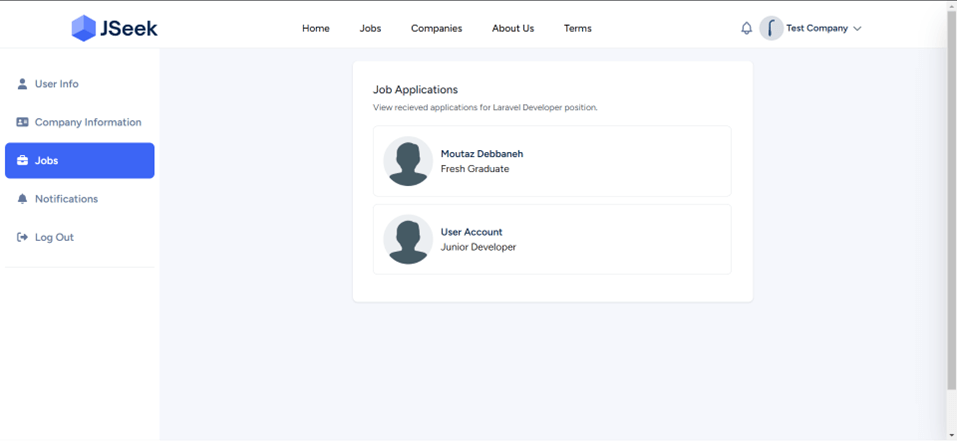 JSeek
Home
Jobs
Companies
About Us
Terms
Test Company
User Info
Company Information
Jobs
Notifications
Log Out
Job Applications
View recieved applications for Laravel Developer position.
Moutaz Debbaneh
Fresh Graduate
User Account
Junior Developer